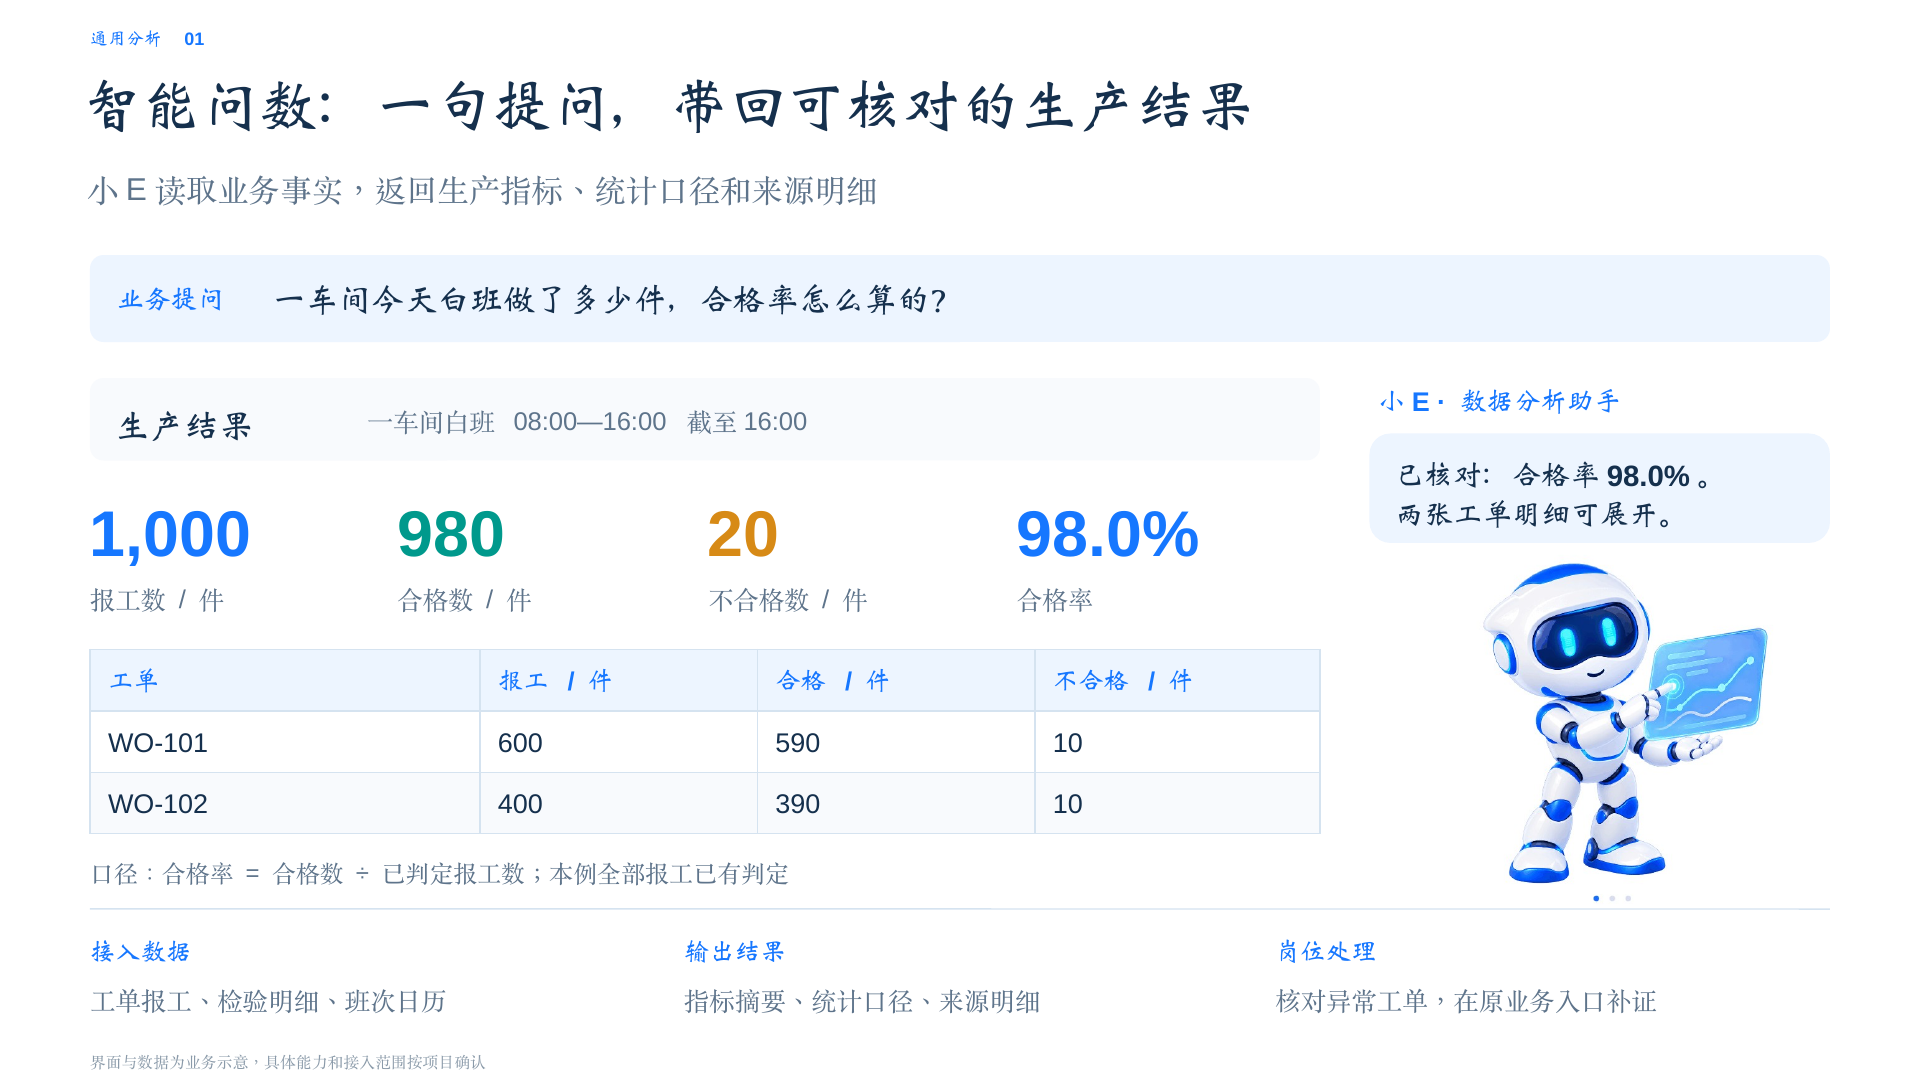 通用分析 01
智能问数：一句提问，带回可核对的生产结果
小 E 读取业务事实，返回生产指标、统计口径和来源明细
业务提问 一车间今天白班做了多少件，合格率怎么算的？
生产结果 一车间白班 08:00—16:00 截至 16:00
1,000 980 20 98.0%
报工数 / 件 合格数 / 件 不合格数 / 件 合格率
工单 报工 / 件 合格 / 件 不合格 / 件
WO-101 600 590 10
WO-102 400 390 10
口径：合格率 = 合格数 ÷ 已判定报工数；本例全部报工已有判定
小 E · 数据分析助手
已核对：合格率 98.0%。
两张工单明细可展开。
接入数据
工单报工、检验明细、班次日历
输出结果
指标摘要、统计口径、来源明细
岗位处理
核对异常工单，在原业务入口补证
界面与数据为业务示意，具体能力和接入范围按项目确认